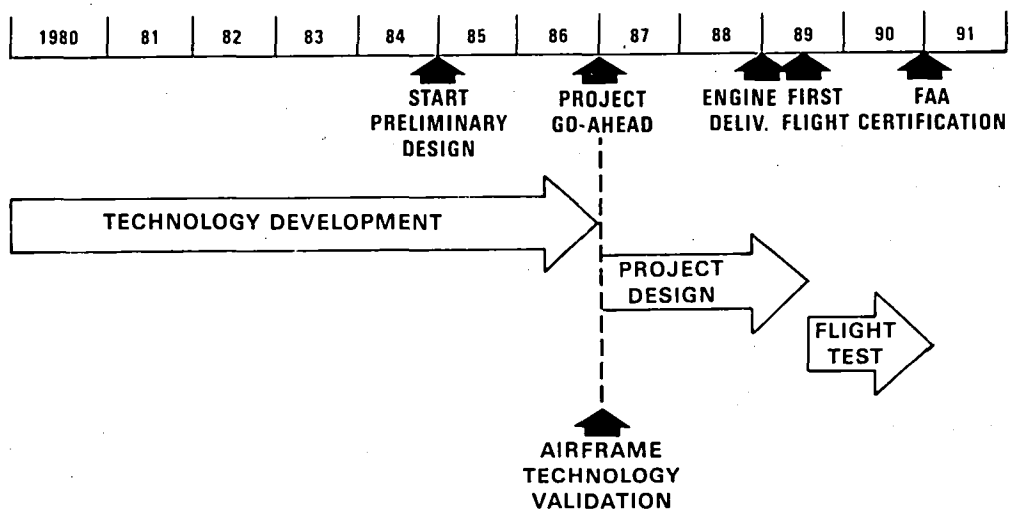 1980 81 82 83 84 85 86 87 88 89 90 91
START
PRELIMINARY
DESIGN
PROJECT
GO-AHEAD
ENGINE
DELIV.
FIRST
FLIGHT
FAA
CERTIFICATION
TECHNOLOGY DEVELOPMENT
PROJECT
DESIGN
FLIGHT
TEST
AIRFRAME
TECHNOLOGY
VALIDATION